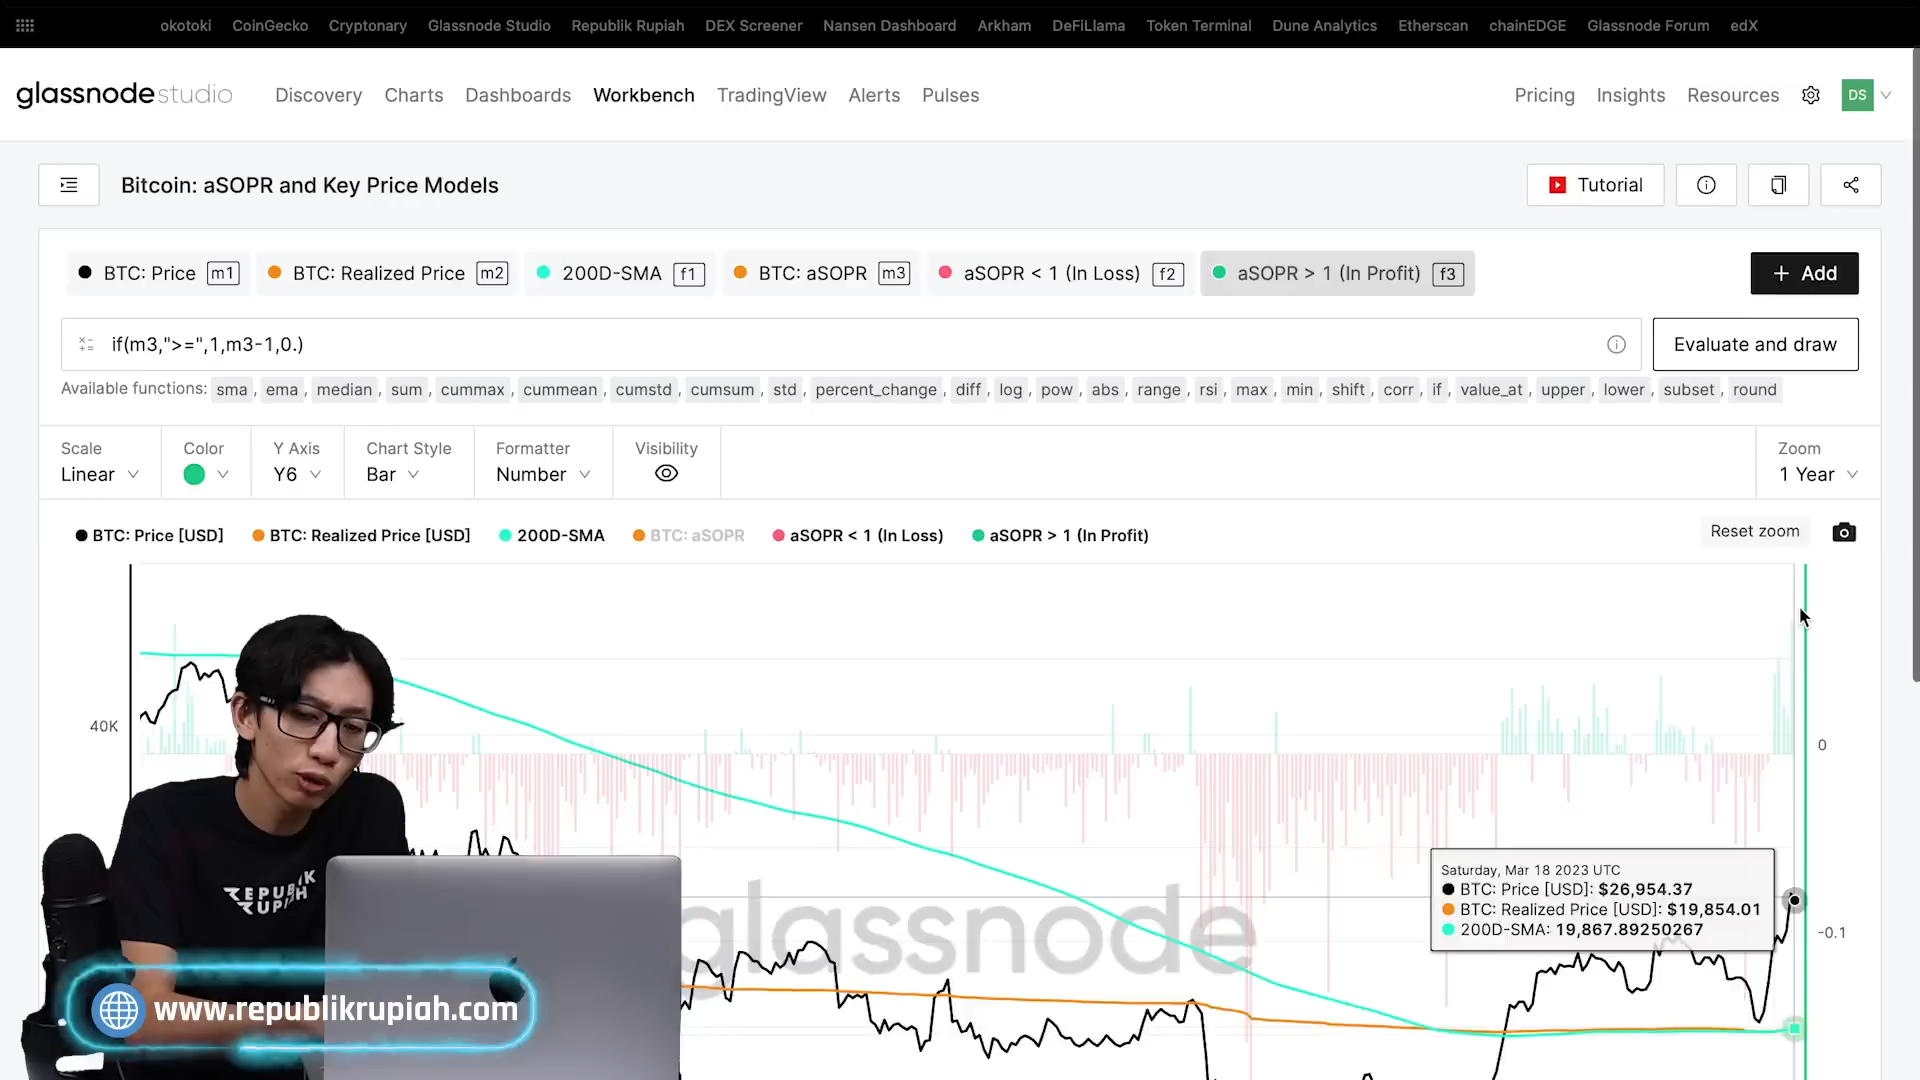 okotoki CoinGecko Cryptonary Glassnode Studio Republik Rupiah DEX Screener Nansen Dashboard Arkham DeFiLlama Token Terminal Dune Analytics Etherscan chainEDGE Glassnode Forum edX
glassnodestudio Discovery Charts Dashboards Workbench TradingView Alerts Pulses Pricing Insights Resources DS
Bitcoin: aSOPR and Key Price Models Tutorial
BTC: Price m1 BTC: Realized Price m2 200D-SMA f1 BTC: aSOPR m3 aSOPR < 1 (In Loss) f2 aSOPR > 1 (In Profit) f3 + Add
if(m3,">=",1,m3-1,0.) Evaluate and draw
Available functions: sma , ema , median , sum , cummax , cummean , cumstd , cumsum , std , percent_change , diff , log , pow , abs , range , rsi , max , min , shift , corr , if , value_at , upper , lower , subset , round
Scale Color Y Axis Chart Style Formatter Visibility Zoom
Linear Y6 Bar Number 1 Year
BTC: Price [USD] BTC: Realized Price [USD] 200D-SMA BTC: aSOPR aSOPR < 1 (In Loss) aSOPR > 1 (In Profit) Reset zoom
40K
0
-0.1
Saturday, Mar 18 2023 UTC
BTC: Price [USD]: $26,954.37
BTC: Realized Price [USD]: $19,854.01
200D-SMA: 19,867.89250267
glassnode
REPUBLIK
RUPIAH
www.republikrupiah.com